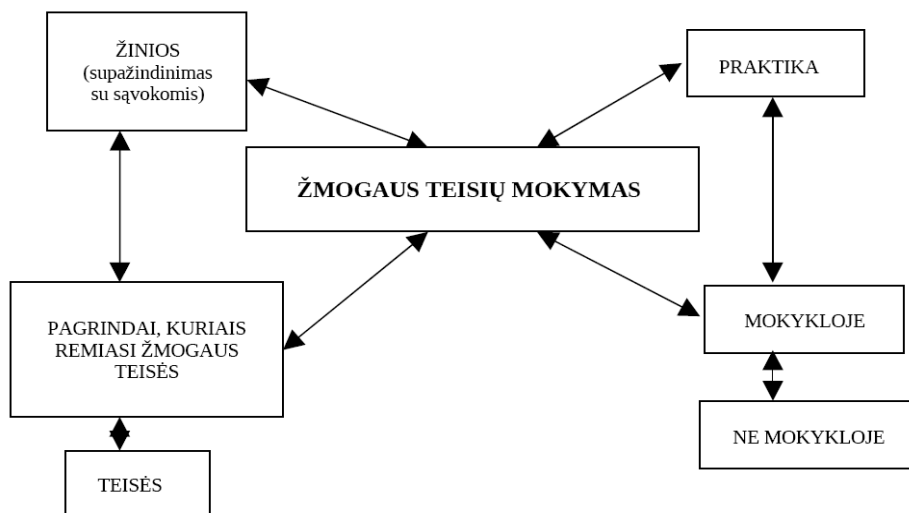 ŽINIOS
(supažindinimas
su sąvokomis)
PRAKTIKA
ŽMOGAUS TEISIŲ MOKYMAS
PAGRINDAI, KURIAIS
REMIASI ŽMOGAUS
TEISĖS
MOKYKLOJE
NE MOKYKLOJE
TEISĖS